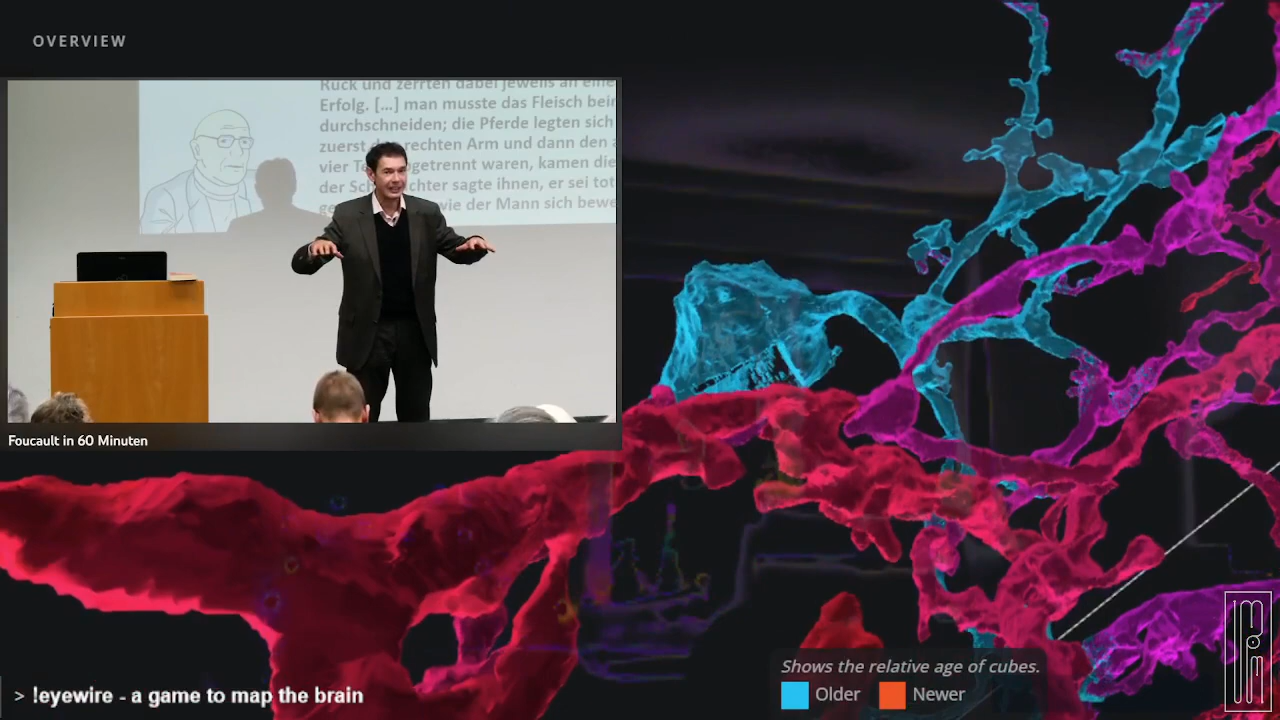 OVERVIEW
Ruck und zerrten dabei jeweils an eine
Erfolg. […] man musste das Fleisch bei
durchschneiden; die Pferde legten sich
zuerst rechten Arm und dann den
vier getrennt waren, kamen die
der sagte ihnen, er sei tot
wie der Mann sich bewe
Foucault in 60 Minuten
Shows the relative age of cubes.
Older Newer
> !eyewire - a game to map the brain